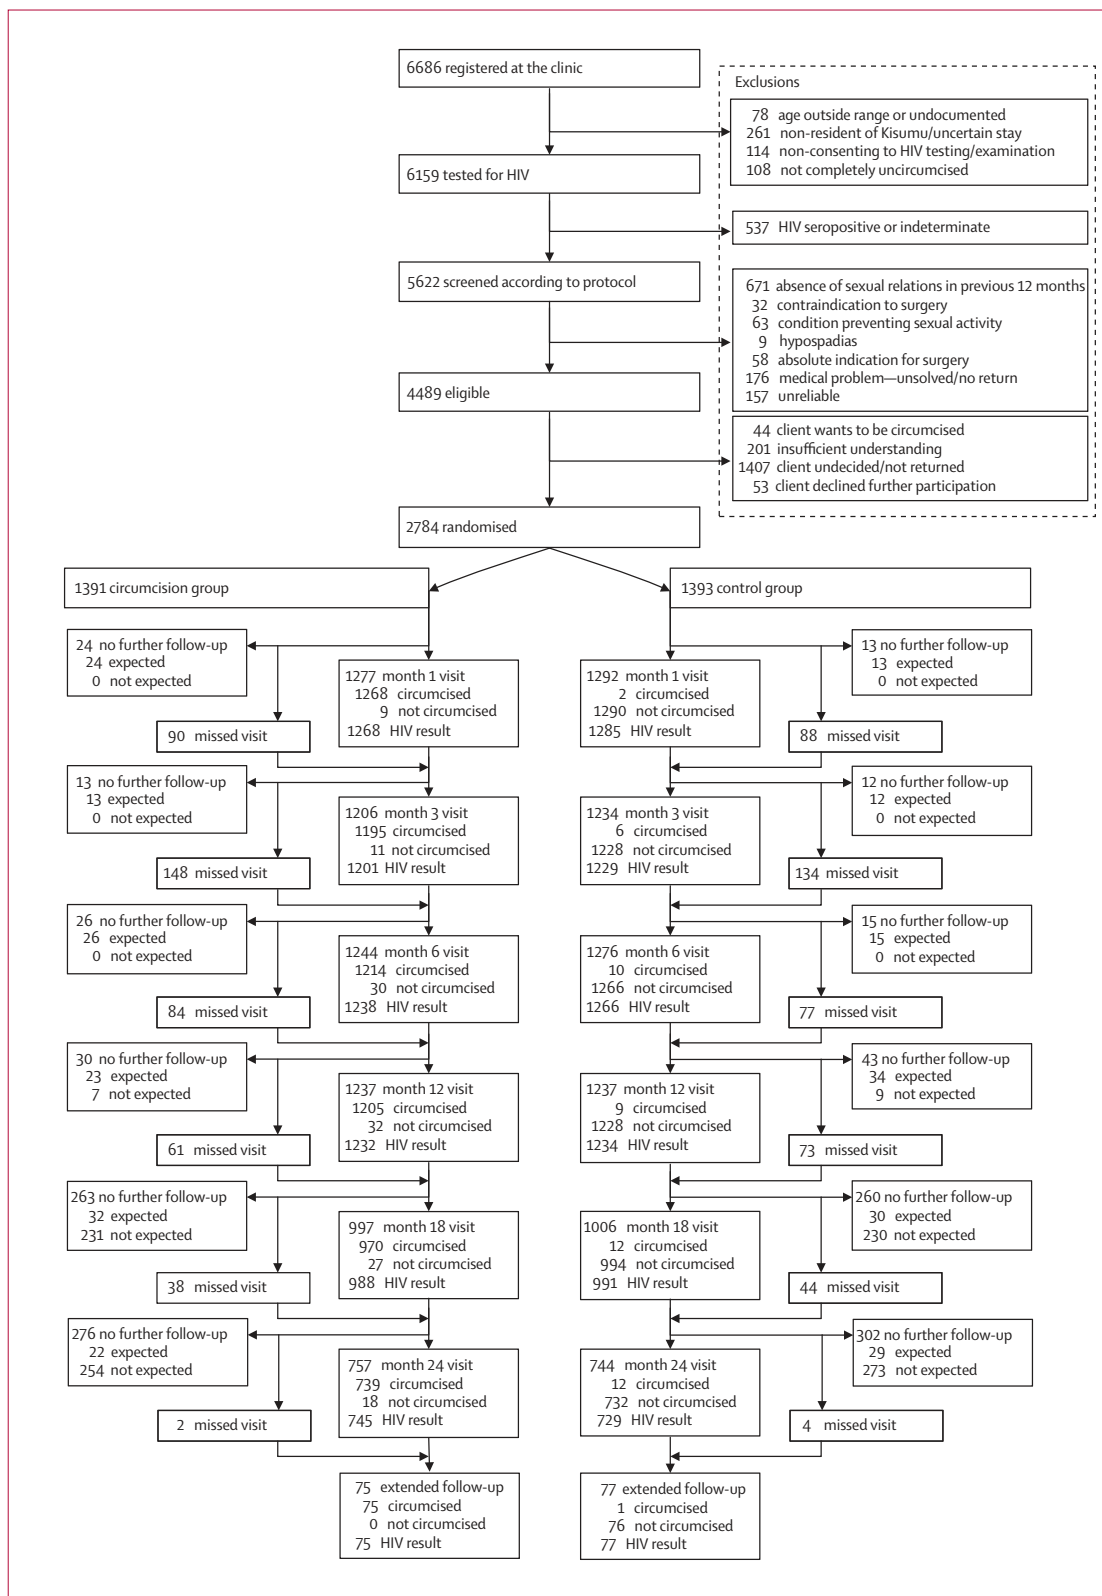 6686 registered at the clinic
Exclusions
78 age outside range or undocumented
261 non-resident of Kisumu/uncertain stay
114 non-consenting to HIV testing/examination
108 not completely uncircumcised
6159 tested for HIV
537 HIV seropositive or indeterminate
5622 screened according to protocol
671 absence of sexual relations in previous 12 months
32 contraindication to surgery
63 condition preventing sexual activity
9 hypospadias
58 absolute indication for surgery
176 medical problem—unsolved/no return
157 unreliable
4489 eligible
44 client wants to be circumcised
201 insufficient understanding
1407 client undecided/not returned
53 client declined further participation
2784 randomised
1391 circumcision group
1393 control group
24 no further follow-up
24 expected
0 not expected
1277 month 1 visit
1268 circumcised
9 not circumcised
1268 HIV result
1292 month 1 visit
2 circumcised
1290 not circumcised
1285 HIV result
13 no further follow-up
13 expected
0 not expected
90 missed visit
88 missed visit
13 no further follow-up
13 expected
0 not expected
1206 month 3 visit
1195 circumcised
11 not circumcised
1201 HIV result
1234 month 3 visit
6 circumcised
1228 not circumcised
1229 HIV result
12 no further follow-up
12 expected
0 not expected
148 missed visit
134 missed visit
26 no further follow-up
26 expected
0 not expected
1244 month 6 visit
1214 circumcised
30 not circumcised
1238 HIV result
1276 month 6 visit
10 circumcised
1266 not circumcised
1266 HIV result
15 no further follow-up
15 expected
0 not expected
84 missed visit
77 missed visit
30 no further follow-up
23 expected
7 not expected
1237 month 12 visit
1205 circumcised
32 not circumcised
1232 HIV result
1237 month 12 visit
9 circumcised
1228 not circumcised
1234 HIV result
43 no further follow-up
34 expected
9 not expected
61 missed visit
73 missed visit
263 no further follow-up
32 expected
231 not expected
997 month 18 visit
970 circumcised
27 not circumcised
988 HIV result
1006 month 18 visit
12 circumcised
994 not circumcised
991 HIV result
260 no further follow-up
30 expected
230 not expected
38 missed visit
44 missed visit
276 no further follow-up
22 expected
254 not expected
757 month 24 visit
739 circumcised
18 not circumcised
745 HIV result
744 month 24 visit
12 circumcised
732 not circumcised
729 HIV result
302 no further follow-up
29 expected
273 not expected
2 missed visit
4 missed visit
75 extended follow-up
75 circumcised
0 not circumcised
75 HIV result
77 extended follow-up
1 circumcised
76 not circumcised
77 HIV result